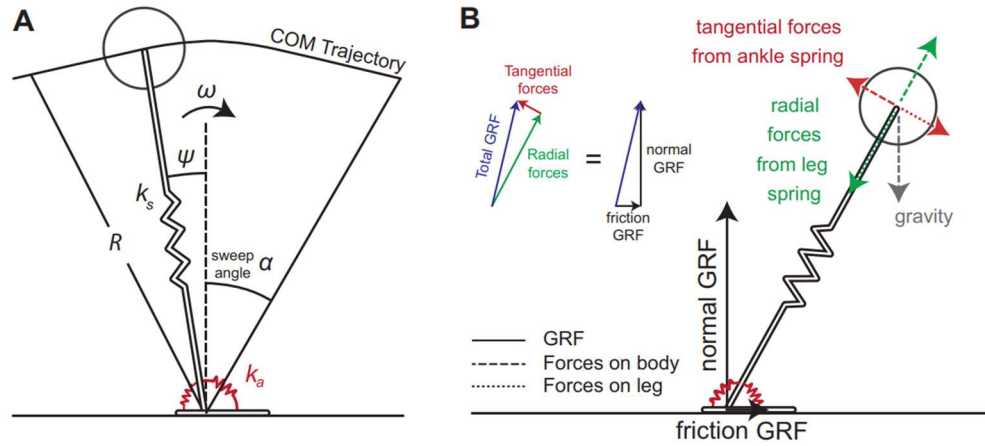 A
COM Trajectory
ω
ψ
k_s
R
sweep
angle
α
k_a
B
tangential forces
from ankle spring
Tangential
forces
Total GRF
Radial
forces
=
normal
GRF
friction
GRF
radial
forces
from leg
spring
gravity
normal GRF
GRF
Forces on body
Forces on leg
friction GRF